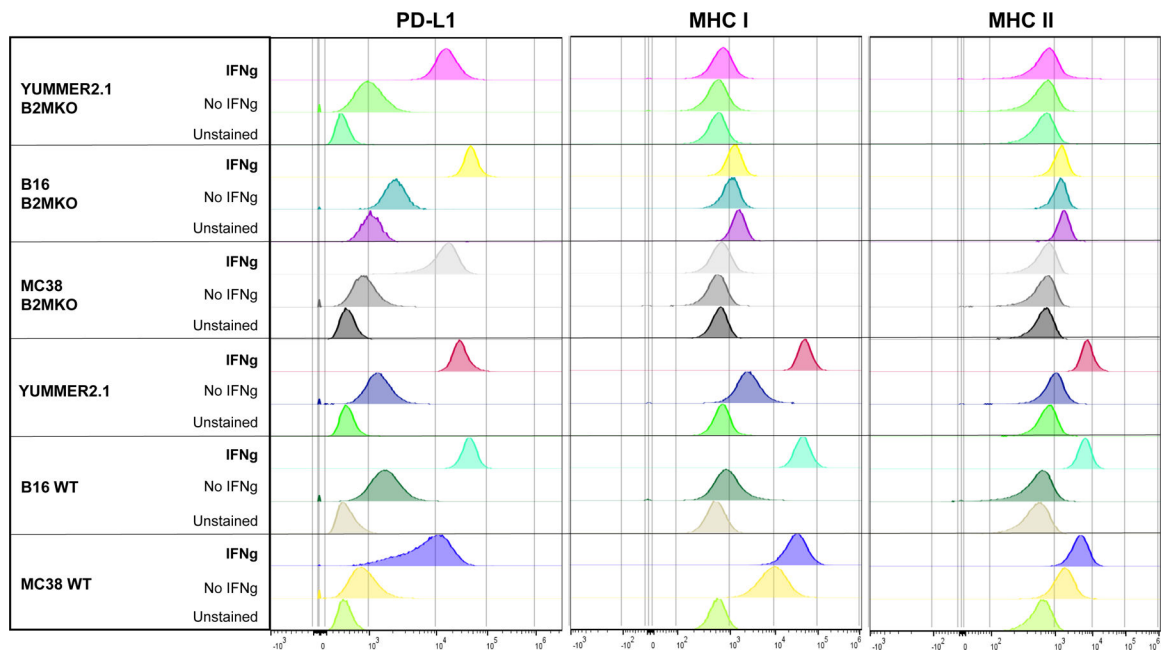 PD-L1 MHC I MHC II
YUMMER2.1
B2MKO
IFNg
No IFNg
Unstained
B16
B2MKO
IFNg
No IFNg
Unstained
MC38
B2MKO
IFNg
No IFNg
Unstained
YUMMER2.1
IFNg
No IFNg
Unstained
B16 WT
IFNg
No IFNg
Unstained
MC38 WT
IFNg
No IFNg
Unstained
-10³ 0 10³ 10⁴ 10⁵ 10⁶ -10³ 0 10² 10³ 10⁴ 10⁵ 10⁶ -10³ -10² 0 10² 10³ 10⁴ 10⁵ 10⁶